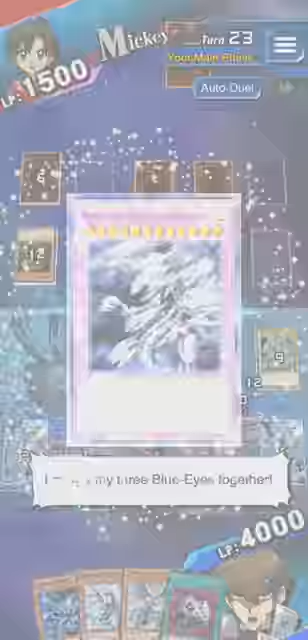 Mickey
Turn 23
LP: 1500
Your Main Phase
Auto-Duel
6
12
9
12
my three Blue-Eyes together!
LP: 4000